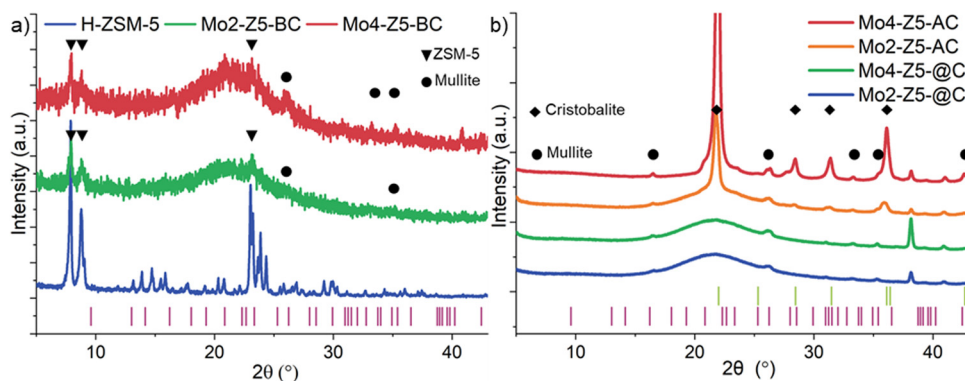 a) H-ZSM-5 Mo2-Z5-BC Mo4-Z5-BC
ZSM-5
Mullite
Intensity (a.u.)
10 20 30 40
2θ (°)
b)
Mo4-Z5-AC
Mo2-Z5-AC
Mo4-Z5-@C
Mo2-Z5-@C
Cristobalite
Mullite
Intensity (a.u.)
10 20 30 40
2θ (°)